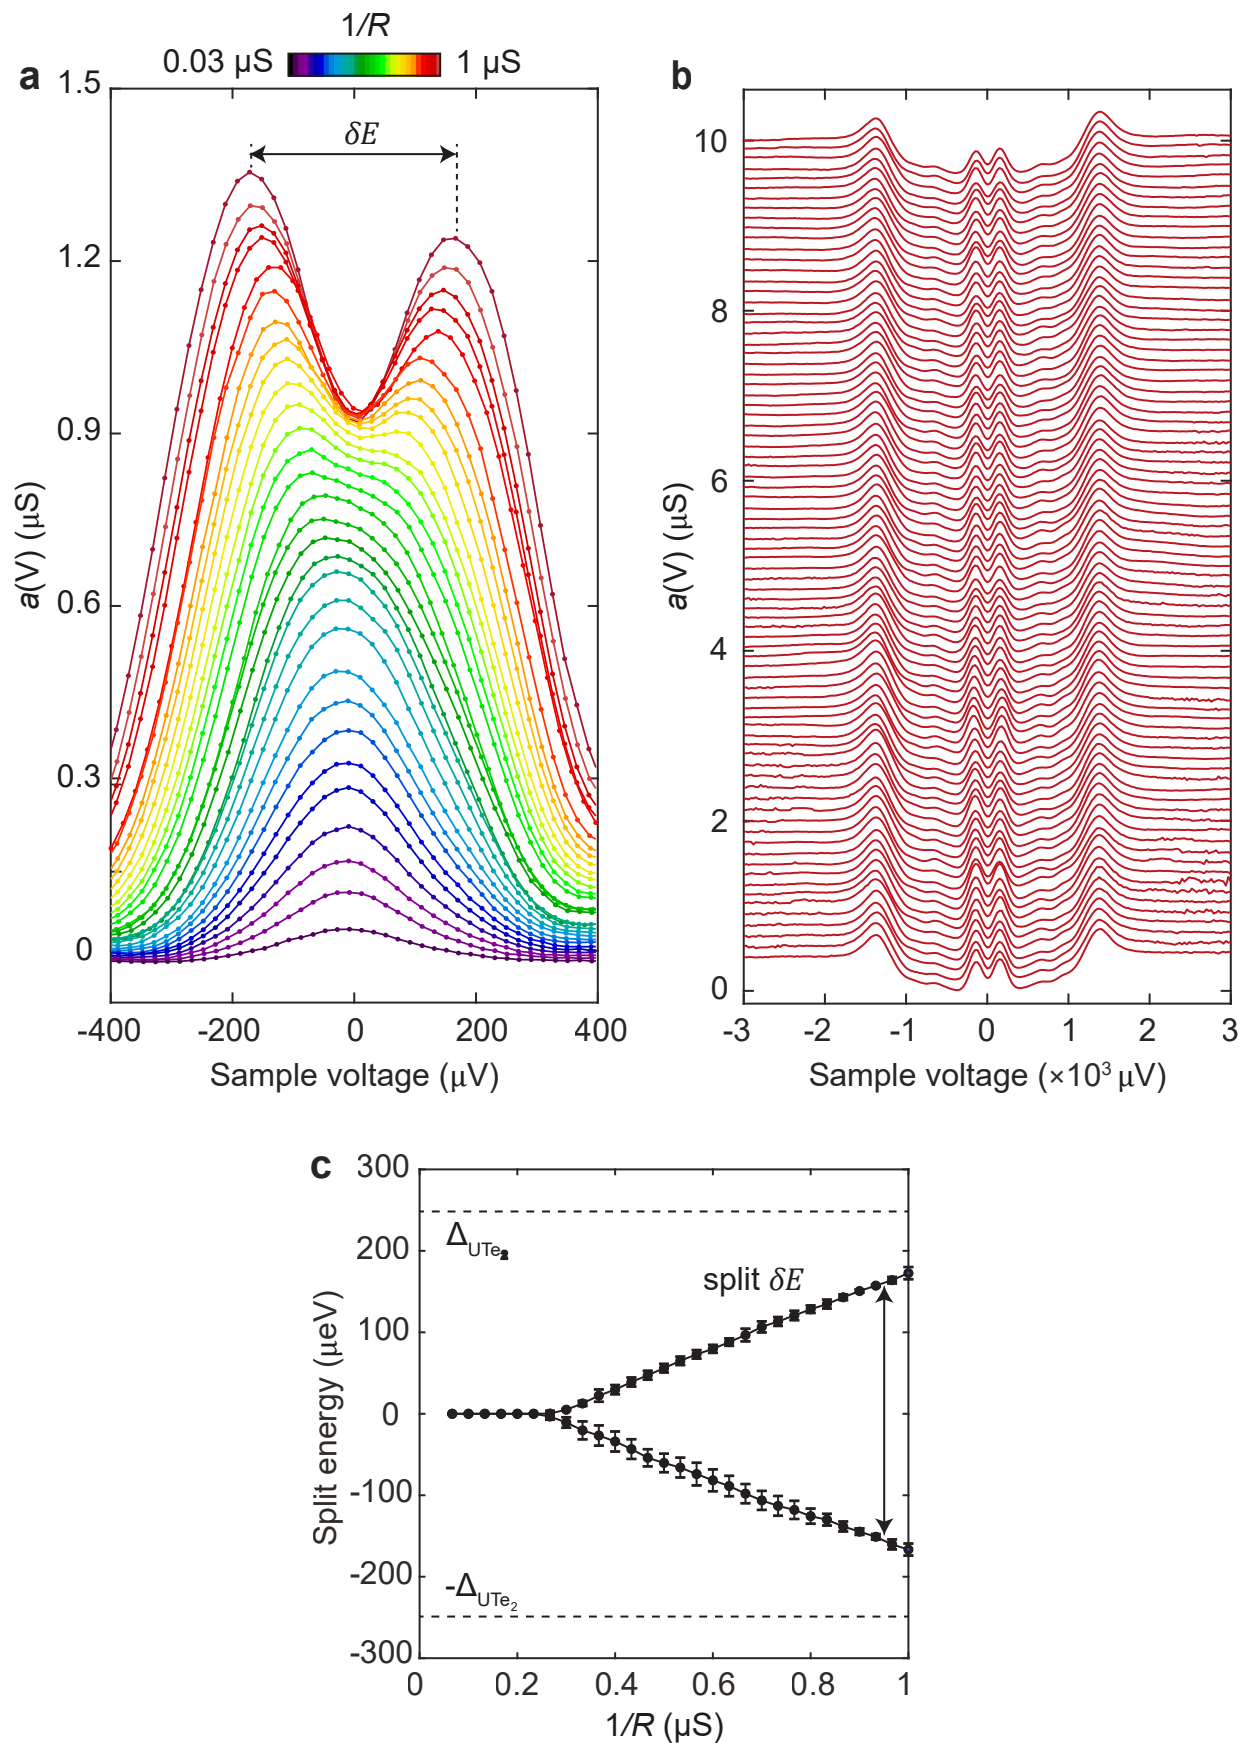 1/R
0.03 μS 1 μS
a
δE
1.5
1.2
0.9
0.6
0.3
0
a(V) (μS)
-400 -200 0 200 400
Sample voltage (μV)
b
10
8
6
4
2
0
a(V) (μS)
-3 -2 -1 0 1 2 3
Sample voltage (×10³ μV)
c
300
200
100
0
-100
-200
-300
Split energy (μeV)
Δ_UTe₂
split δE
-Δ_UTe₂
0 0.2 0.4 0.6 0.8 1
1/R (μS)